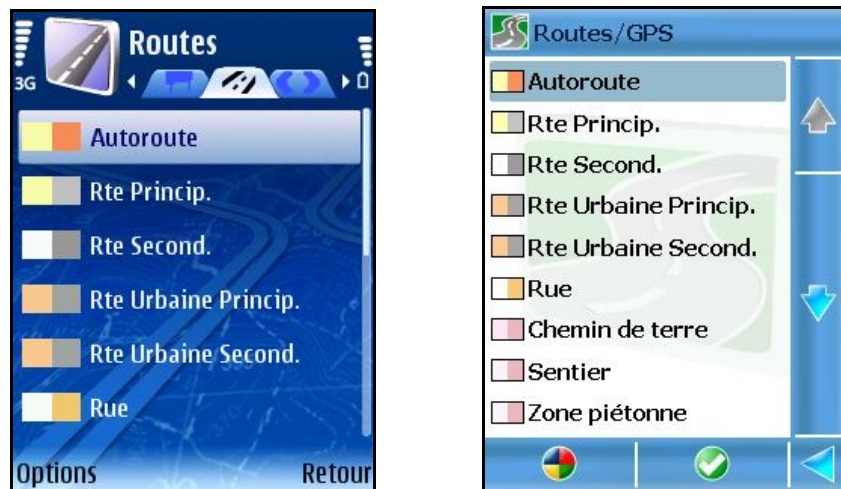 Routes
3G
Autoroute
Rte Princip.
Rte Second.
Rte Urbaine Princip.
Rte Urbaine Second.
Rue
Options
Retour
Routes/GPS
Autoroute
Rte Princip.
Rte Second.
Rte Urbaine Princip.
Rte Urbaine Second.
Rue
Chemin de terre
Sentier
Zone piétonne